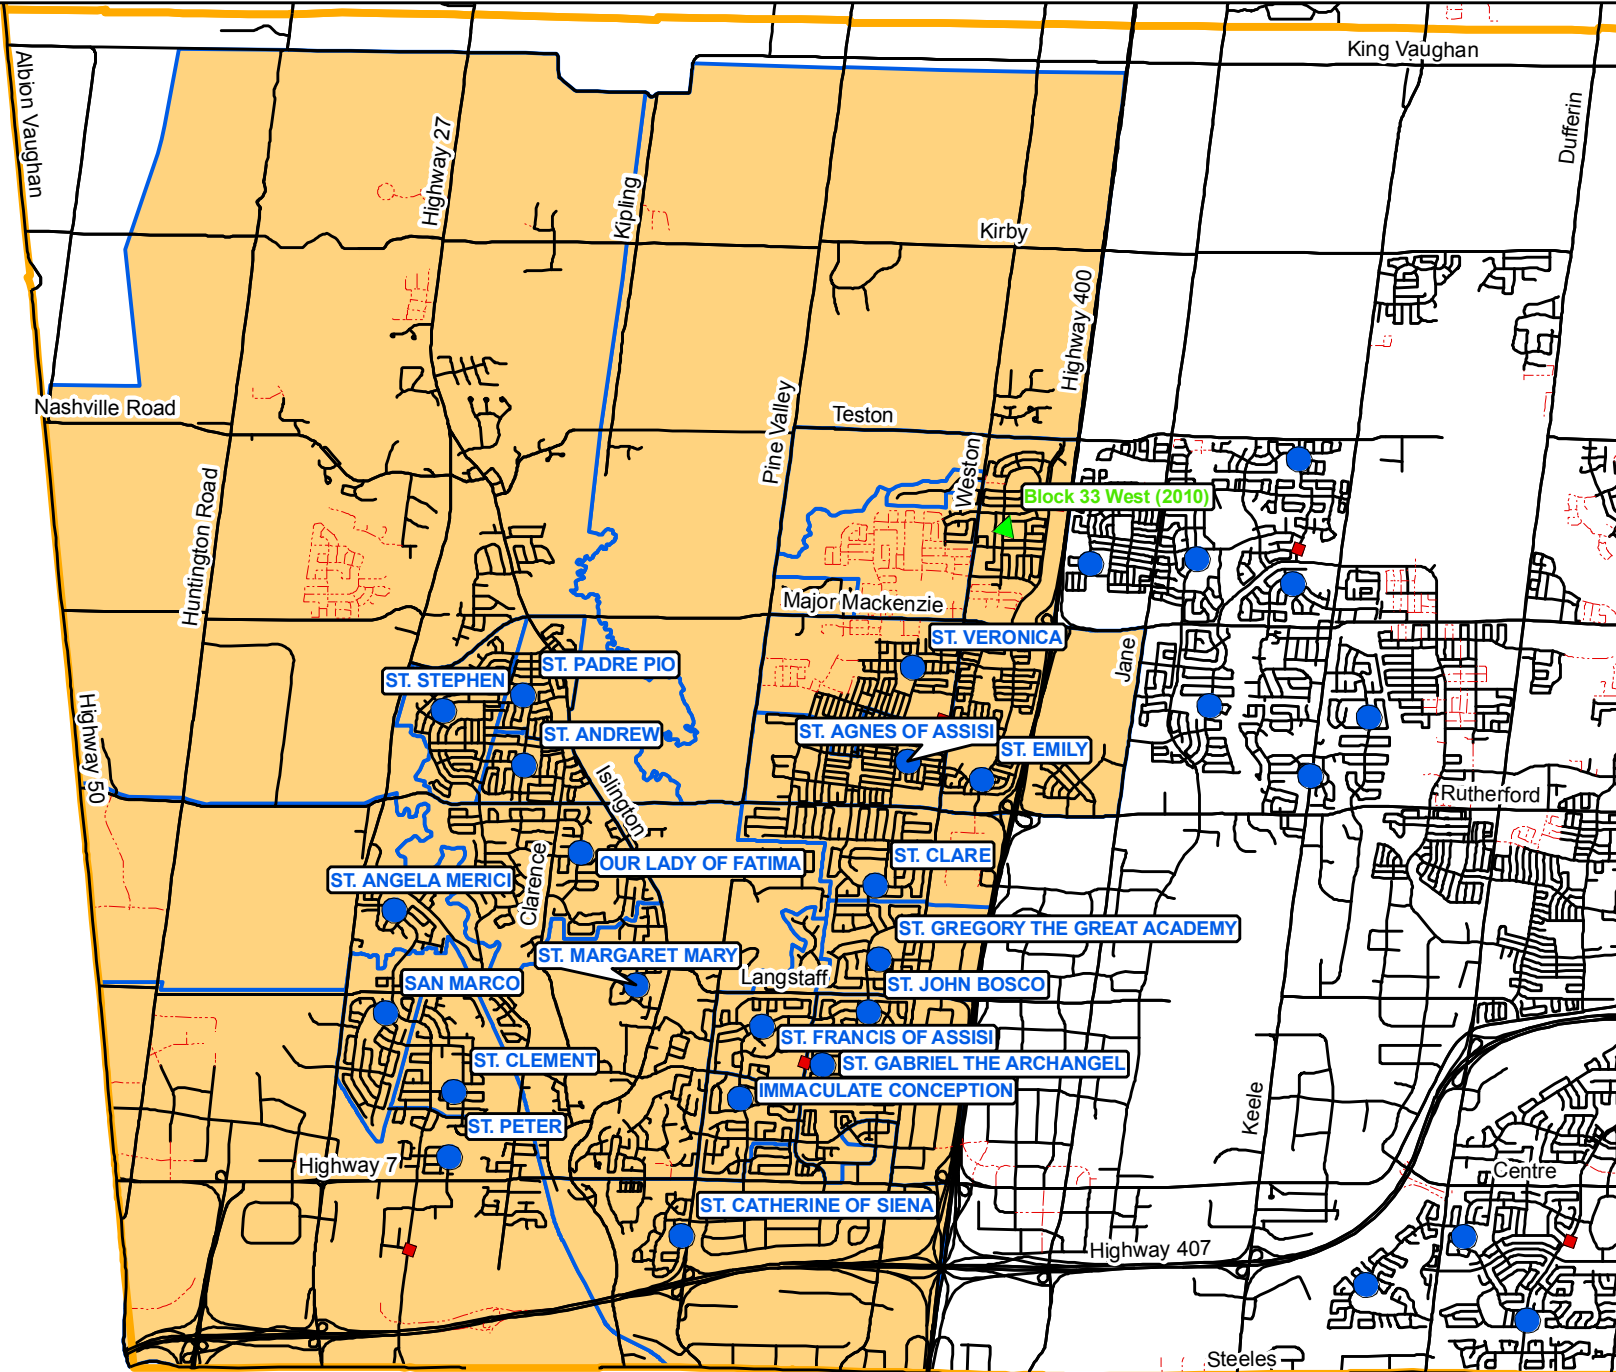 King Vaughan
Albion Vaughan
Dufferin
Highway 27
Kipling
Kirby
Highway 400
Nashville Road
Pine Valley
Teston
Weston
Huntington Road
Block 33 West (2010)
Major Mackenzie
ST. VERONICA
Jane
ST. PADRE PIO
ST. STEPHEN
Highway 50
ST. ANDREW
ST. AGNES OF ASSISI
ST. EMILY
Islington
Rutherford
Clarence
OUR LADY OF FATIMA
ST. CLARE
ST. ANGELA MERICI
ST. GREGORY THE GREAT ACADEMY
ST. MARGARET MARY
Langstaff
SAN MARCO
ST. JOHN BOSCO
ST. FRANCIS OF ASSISI
ST. CLEMENT
ST. GABRIEL THE ARCHANGEL
IMMACULATE CONCEPTION
Keele
ST. PETER
Highway 7
Centre
ST. CATHERINE OF SIENA
Highway 407
Steeles